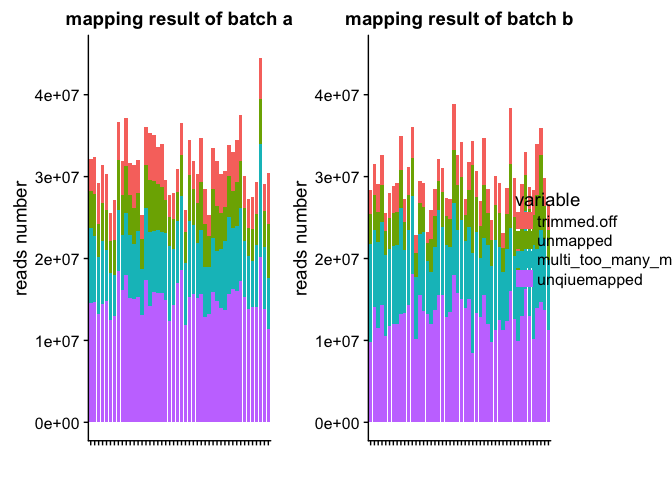 mapping result of batch a
mapping result of batch b
reads number
4e+07
3e+07
2e+07
1e+07
0e+00
reads number
4e+07
3e+07
2e+07
1e+07
0e+00
variable
trimmed.off
unmapped
multi_too_many_m
unqiuemapped